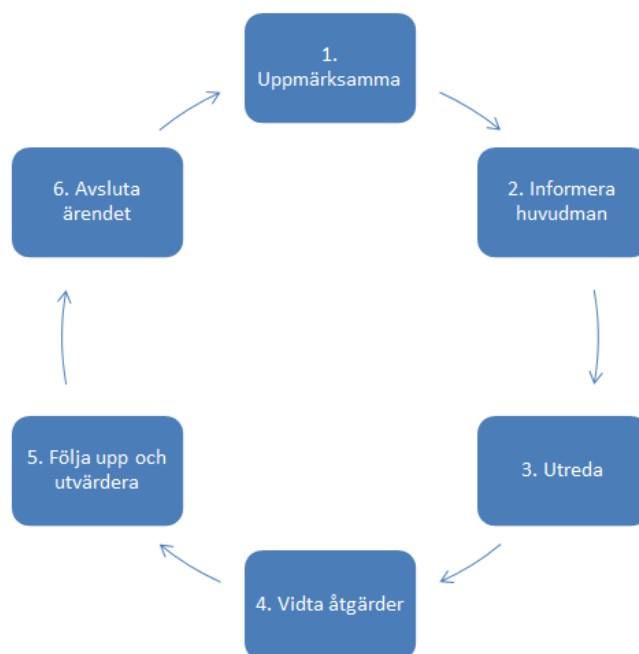 1.
Uppmärksamma
2. Informera
huvudman
3. Utreda
4. Vidta åtgärder
5. Följa upp och
utvärdera
6. Avsluta
ärendet